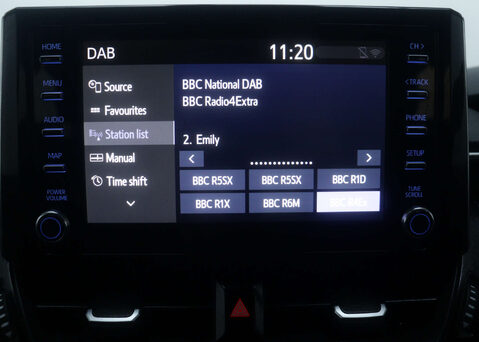 HOME
MENU
AUDIO
MAP
POWER
VOLUME
DAB
11:20
Source
Favourites
Station list
Manual
Time shift
BBC National DAB
BBC Radio4Extra
2. Emily
<
>
BBC R5SX
BBC R5SX
BBC R1D
BBC R1X
BBC R6M
BBC R4Ex
CH >
< TRACK
PHONE
SETUP
TUNE
SCROLL